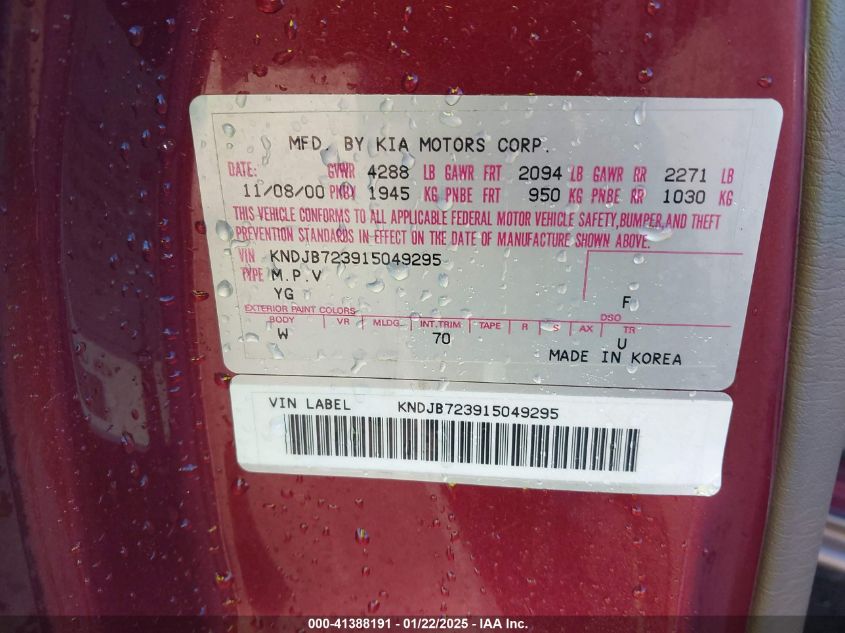 MFD. BY KIA MOTORS CORP.
DATE: GVWR 4288 LB GAWR FRT 2094 LB GAWR RR 2271 LB
11/08/00 PNBV 1945 KG PNBE FRT 950 KG PNBE RR 1030 KG
THIS VEHICLE CONFORMS TO ALL APPLICABLE FEDERAL MOTOR VEHICLE SAFETY,BUMPER,AND THEFT
PREVENTION STANDARDS IN EFFECT ON THE DATE OF MANUFACTURE SHOWN ABOVE.
VIN KNDJB723915049295
TYPE M.P.V
YG F
EXTERIOR PAINT COLORS DSO
BODY VR MLDG INT.TRIM TAPE R S AX TR
W 70 U
MADE IN KOREA
VIN LABEL KNDJB723915049295
000-41388191 - 01/22/2025 - IAA Inc.